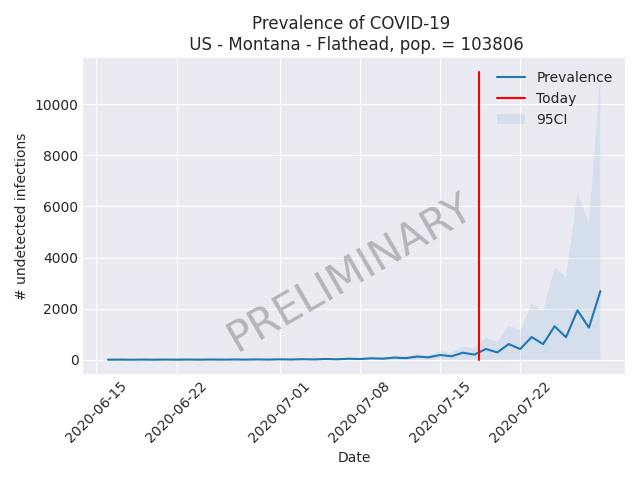 Prevalence of COVID-19
US - Montana - Flathead, pop. = 103806
Prevalence
Today
95CI
10000
8000
6000
4000
2000
0
# undetected infections
PRELIMINARY
2020-06-15
2020-06-22
2020-07-01
2020-07-08
2020-07-15
2020-07-22
Date